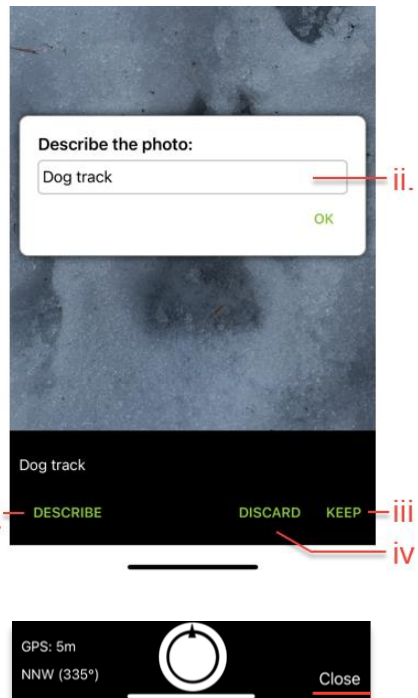 Describe the photo:
Dog track
ii.
OK
Dog track
DESCRIBE
DISCARD
KEEP
iii
iv
GPS: 5m
NNW (335°)
Close